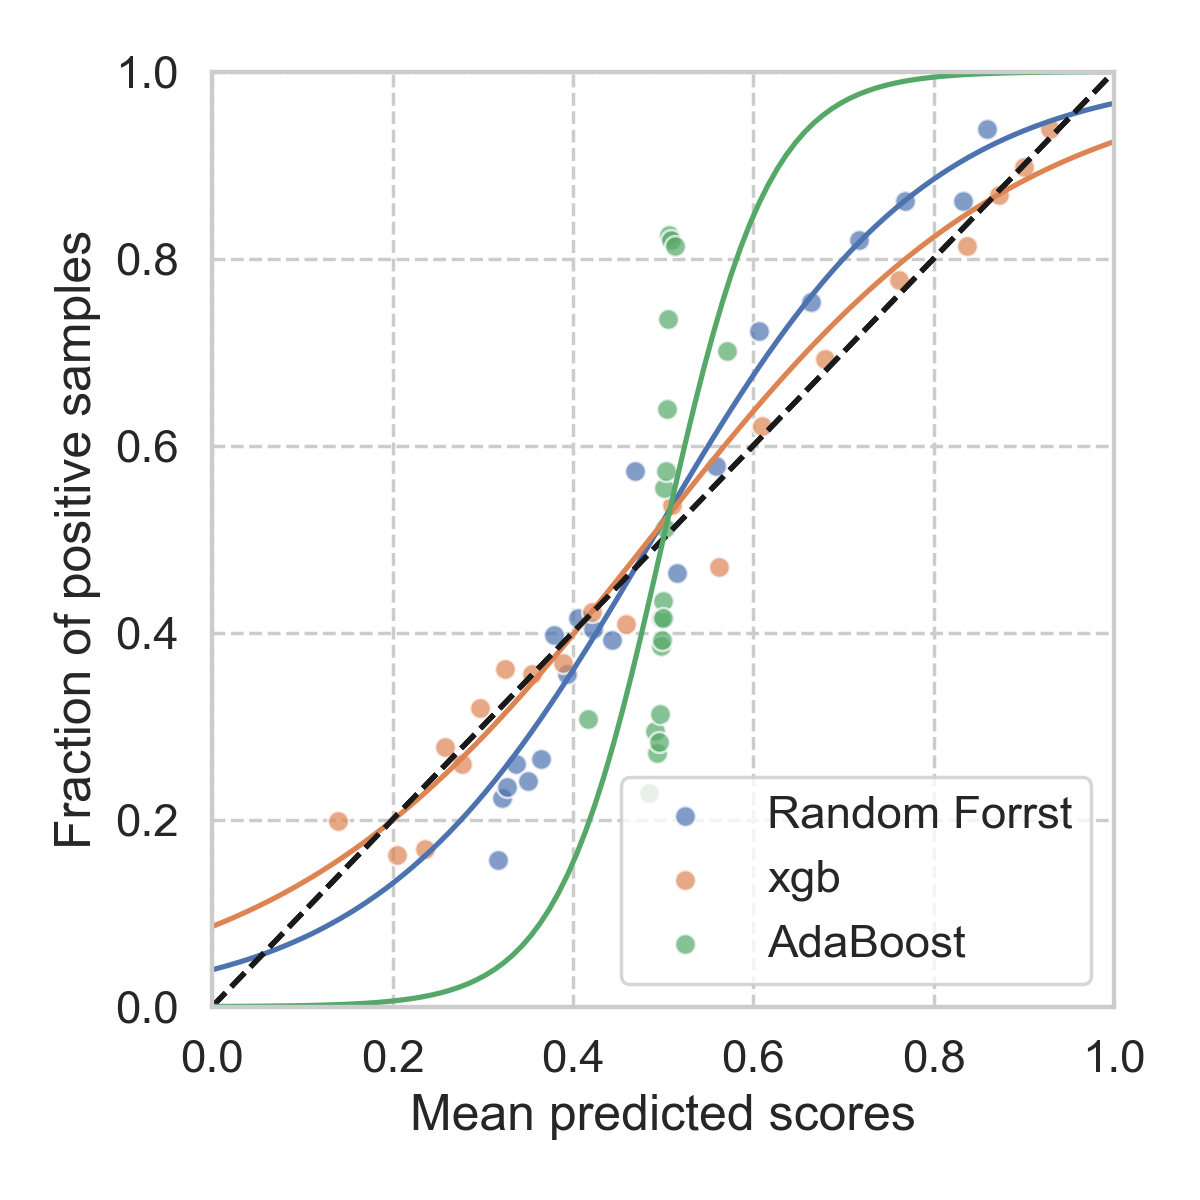 1.0
0.8
0.6
0.4
0.2
0.0
0.0 0.2 0.4 0.6 0.8 1.0
Fraction of positive samples
Mean predicted scores
Random Forrst
xgb
AdaBoost